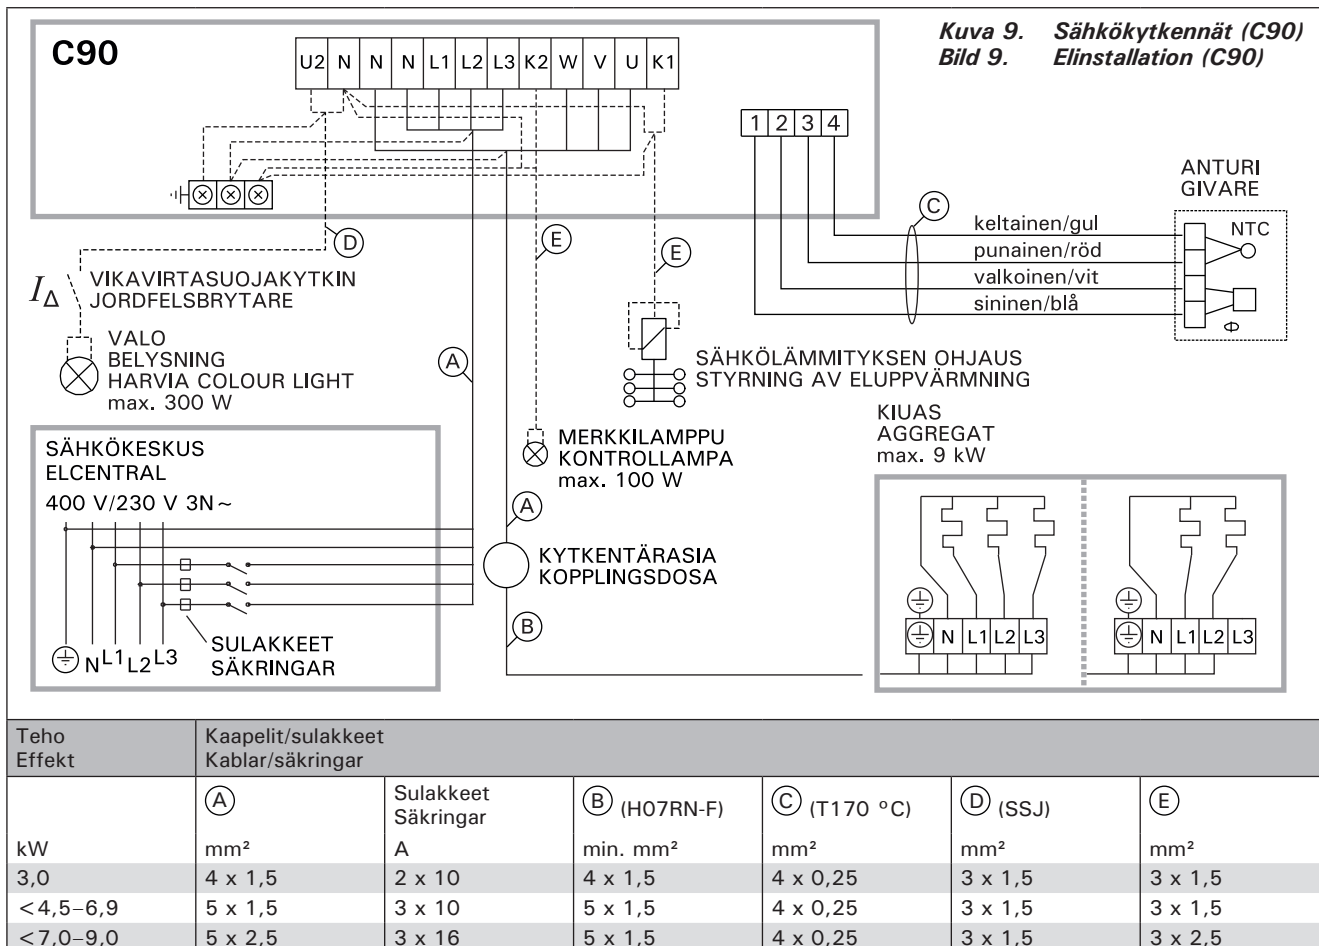 C90
Kuva 9. Sähkökytkennät (C90)
Bild 9. Elinstallation (C90)
U2 N N N L1 L2 L3 K2 W V U K1
1 2 3 4
ANTURI
GIVARE
NTC
C
keltainen/gul
punainen/röd
valkoinen/vit
sininen/blå
Φ
D
E
E
IΔ
VIKAVIRTASUOJAKYTKIN
JORDFELSBRYTARE
VALO
BELYSNING
HARVIA COLOUR LIGHT
max. 300 W
A
SÄHKÖLÄMMITYKSEN OHJAUS
STYRNING AV ELUPPVÄRMNING
MERKKILAMPPU
KONTROLLAMPA
max. 100 W
KIUAS
AGGREGAT
max. 9 kW
SÄHKÖKESKUS
ELCENTRAL
400 V/230 V 3N~
A
KYTKENTÄRASIA
KOPPLINGSDOSA
B
SULAKKEET
SÄKRINGAR
N L1 L2 L3
N L1 L2 L3
N L1 L2 L3
Teho
Effekt
Kaapelit/sulakkeet
Kablar/säkringar
A
Sulakkeet
Säkringar
B (H07RN-F)
C (T170 °C)
D (SSJ)
E
kW mm² A min. mm² mm² mm² mm²
3,0 4 x 1,5 2 x 10 4 x 1,5 4 x 0,25 3 x 1,5 3 x 1,5
<4,5–6,9 5 x 1,5 3 x 10 5 x 1,5 4 x 0,25 3 x 1,5 3 x 1,5
<7,0–9,0 5 x 2,5 3 x 16 5 x 1,5 4 x 0,25 3 x 1,5 3 x 2,5